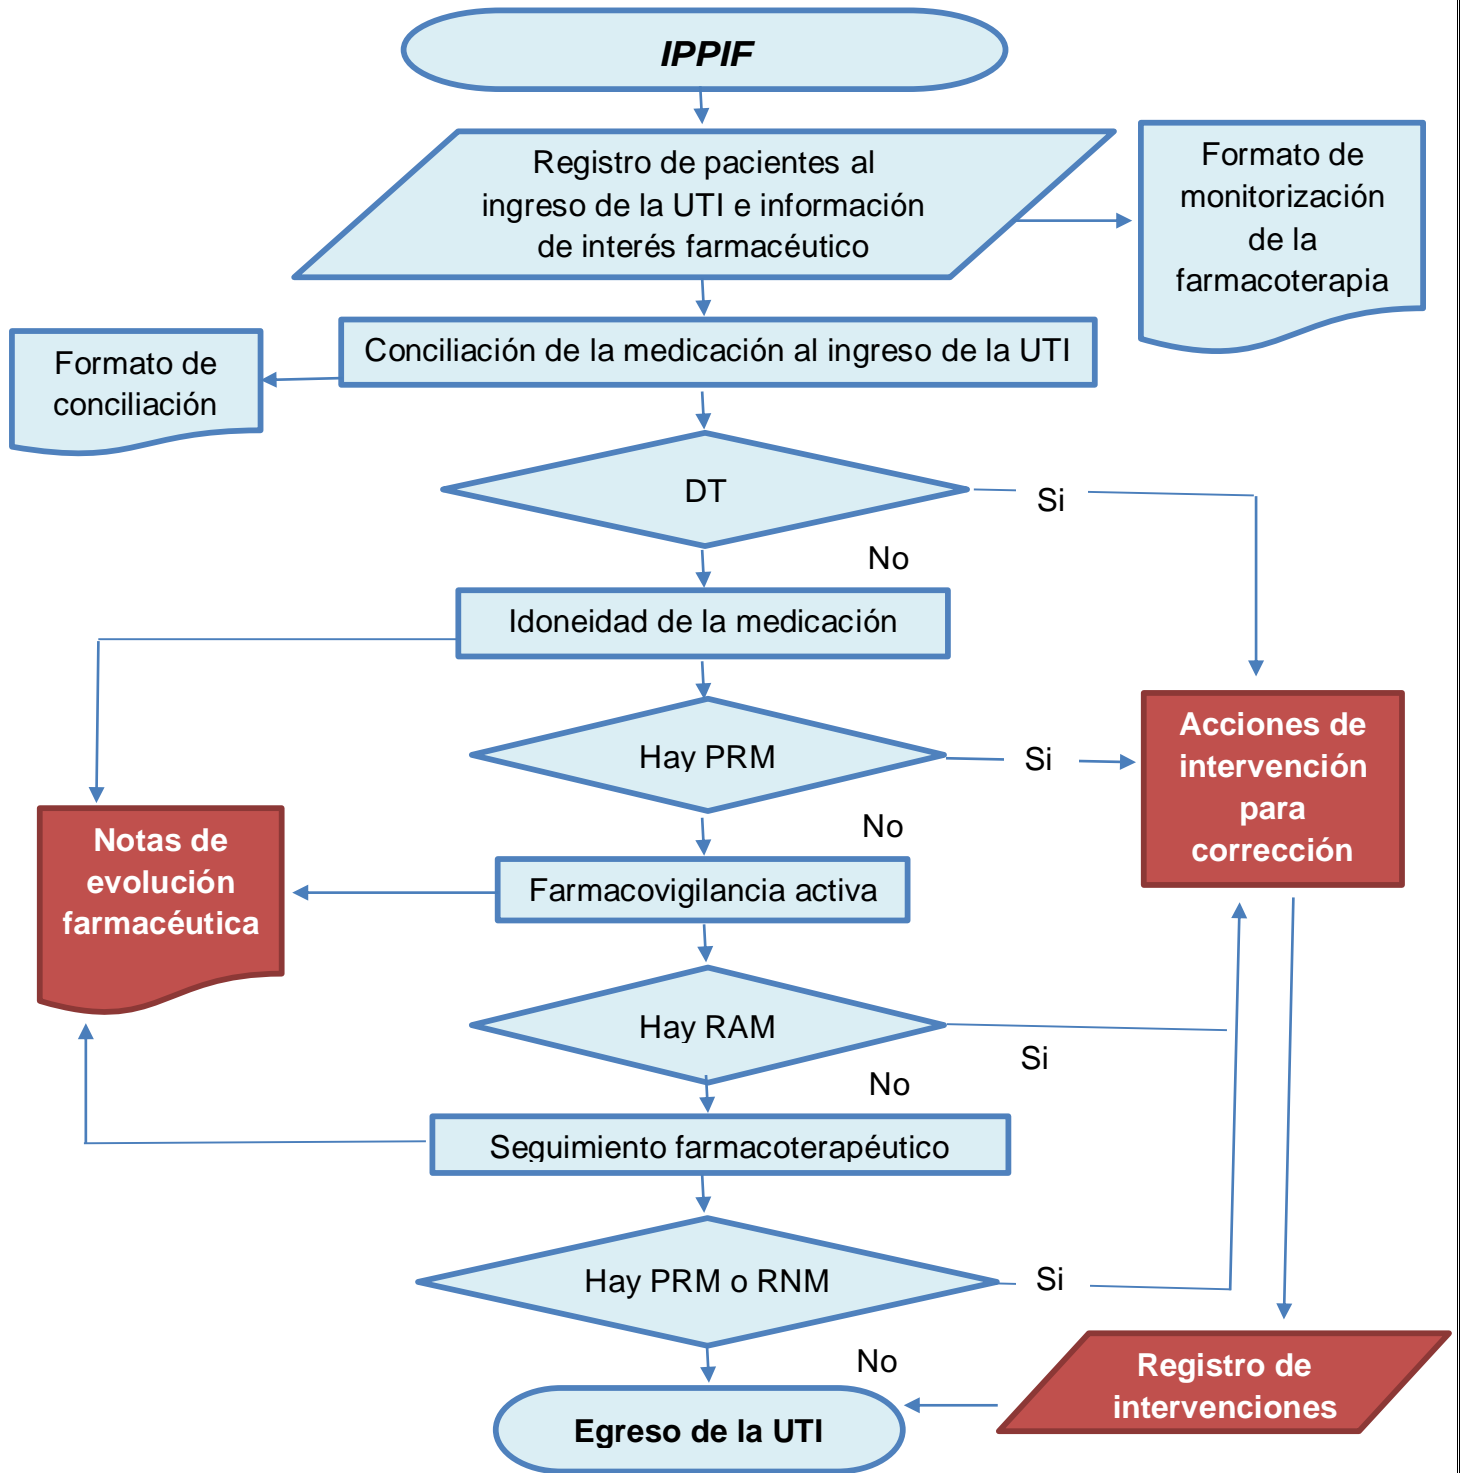 IPPIF
Registro de pacientes al
ingreso de la UTI e información
de interés farmacéutico
Formato de
monitorización
de la
farmacoterapia
Conciliación de la medicación al ingreso de la UTI
Formato de
conciliación
DT
Si
No
Idoneidad de la medicación
Hay PRM
Si
Acciones de
intervención
para
corrección
No
Notas de
evolución
farmacéutica
Farmacovigilancia activa
Hay RAM
Si
No
Seguimiento farmacoterapéutico
Hay PRM o RNM
Si
No
Registro de
intervenciones
Egreso de la UTI